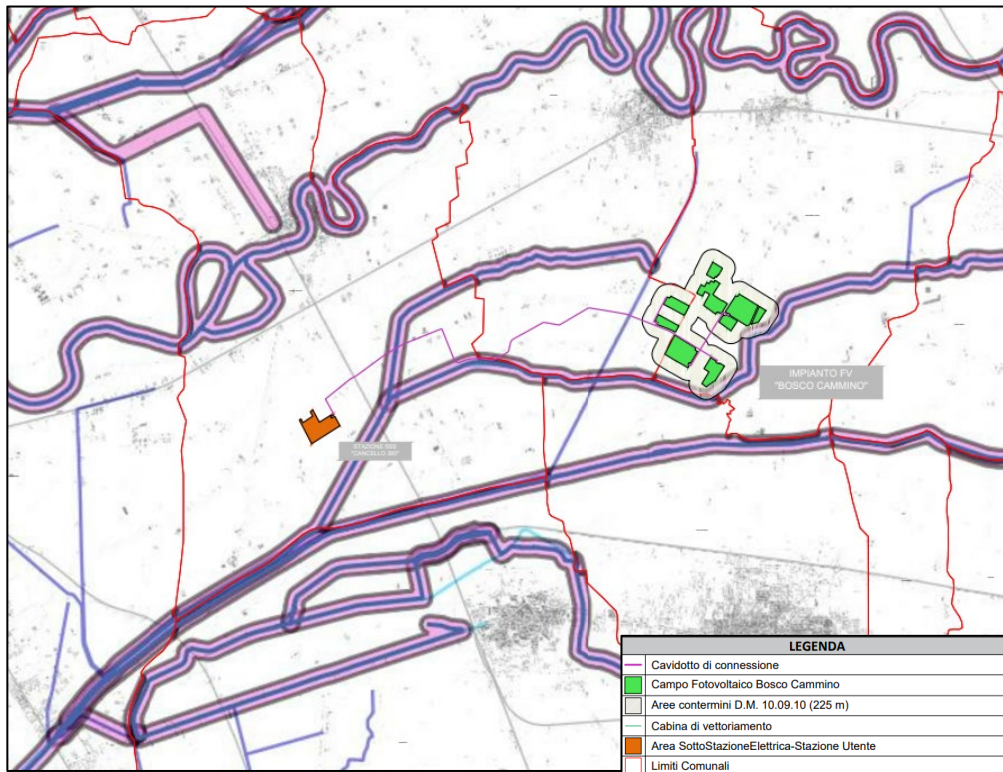 IMPIANTO FV
"BOSCO CAMMINO"
"CANCELLO
LEGENDA
Cavidotto di connessione
Campo Fotovoltaico Bosco Cammino
Aree contermini D.M. 10.09.10 (225 m)
Cabina di vettoriamento
Area SottoStazioneElettrica-Stazione Utente
Limiti Comunali